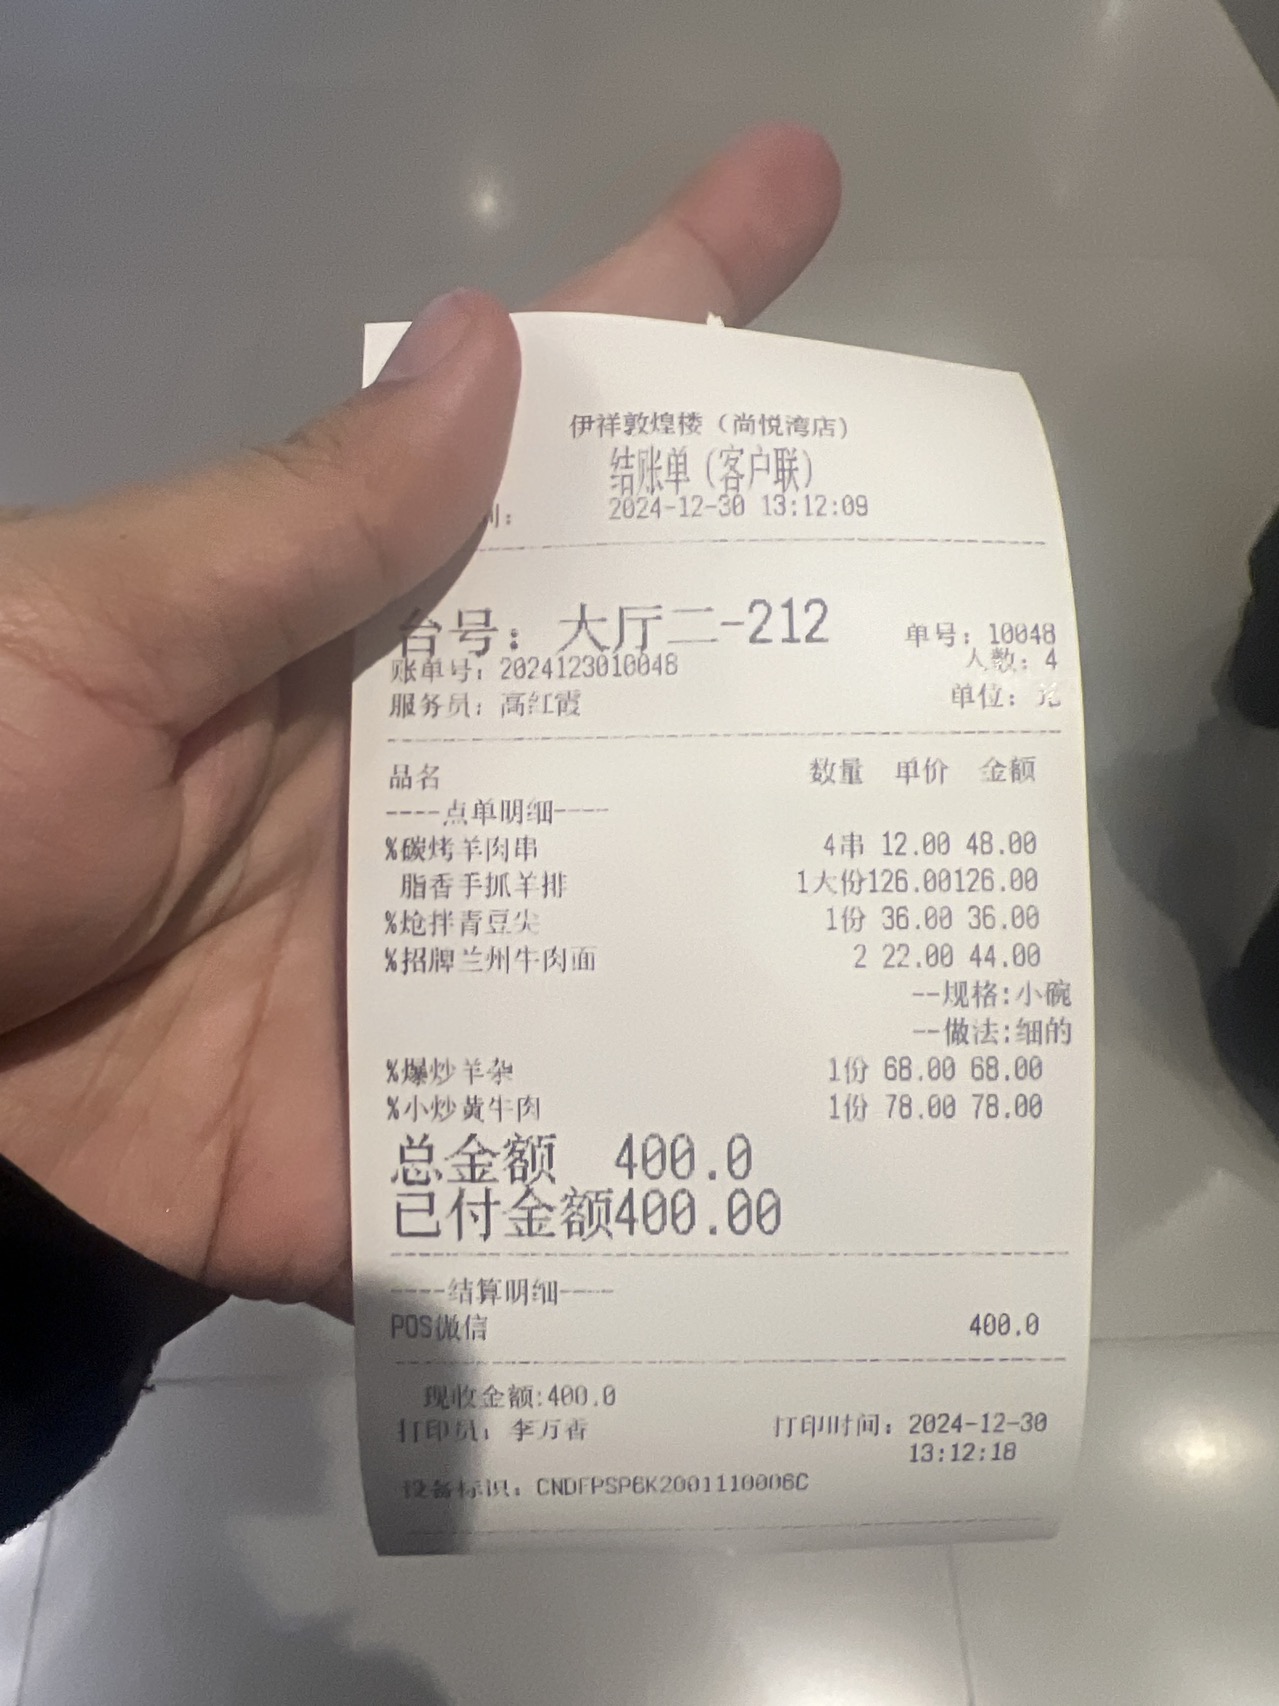 伊祥敦煌楼（尚悦湾店）
结账单（客户联）
别： 2024-12-30 13:12:09
台号：大厅二-212 单号：10048
账单号：2024123010048 人数：4
服务员：高红霞 单位：元
品名 数量 单价 金额
----点单明细----
%碳烤羊肉串 4串 12.00 48.00
脂香手抓羊排 1大份126.00126.00
%炝拌青豆尖 1份 36.00 36.00
%招牌兰州牛肉面 2 22.00 44.00
--规格:小碗
--做法:细的
%爆炒羊杂 1份 68.00 68.00
%小炒黄牛肉 1份 78.00 78.00
总金额 400.0
已付金额400.00
----结算明细----
POS微信 400.0
现收金额:400.0
打印员：李万香 打印时间：2024-12-30
13:12:18
设备标识：CNDFPSP6K2001110006C